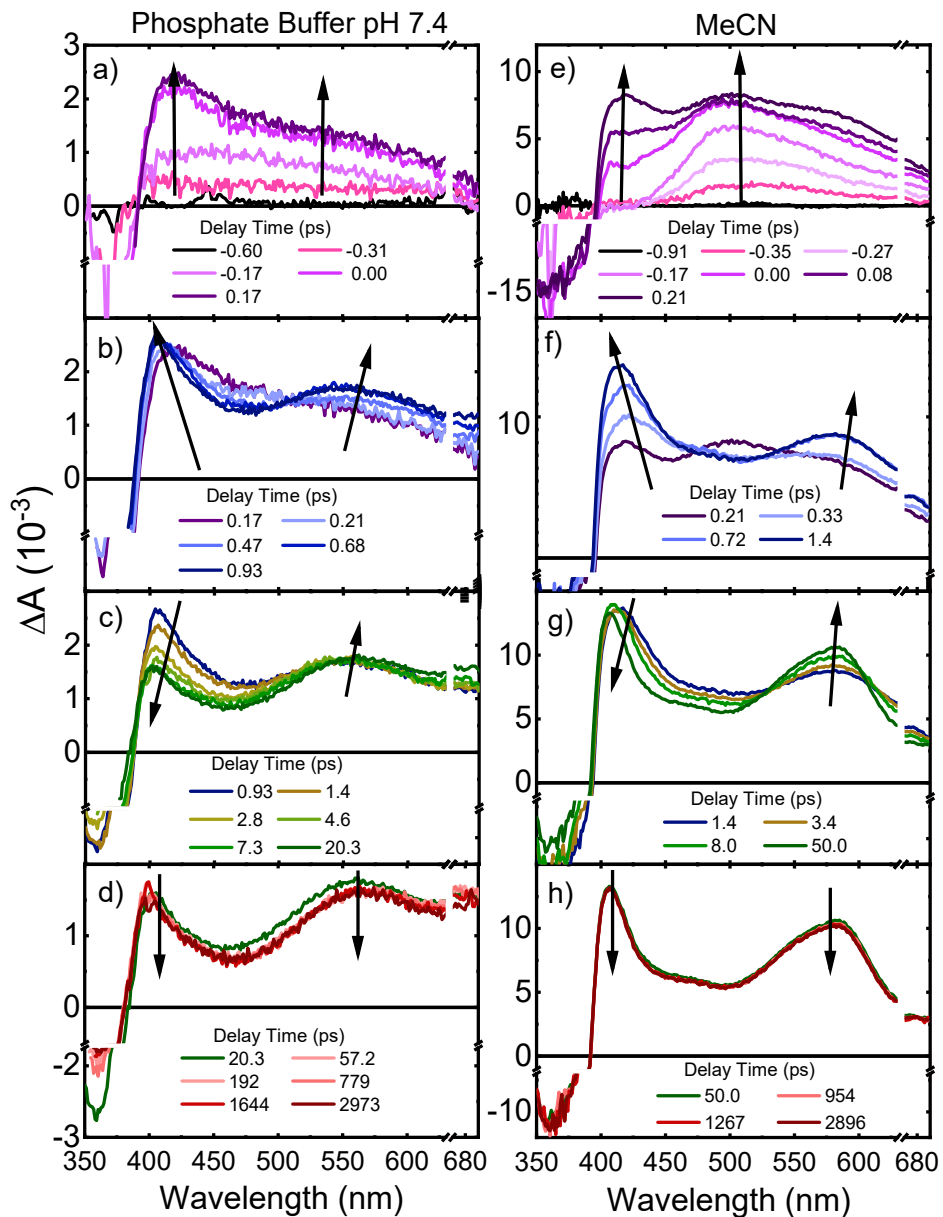 Phosphate Buffer pH 7.4
MeCN
ΔA (10⁻³)
a)
3
2
1
0
Delay Time (ps)
-0.60 -0.31
-0.17 0.00
0.17
b)
2
1
0
Delay Time (ps)
0.17 0.21
0.47 0.68
0.93
c)
2
1
0
Delay Time (ps)
0.93 1.4
2.8 4.6
7.3 20.3
d)
1
0
-2
-3
Delay Time (ps)
20.3 57.2
192 779
1644 2973
350 400 450 500 550 600 680
Wavelength (nm)
e)
10
5
0
-15
Delay Time (ps)
-0.91 -0.35 -0.27
-0.17 0.00 0.08
0.21
f)
10
Delay Time (ps)
0.21 0.33
0.72 1.4
g)
10
5
0
Delay Time (ps)
1.4 3.4
8.0 50.0
h)
10
5
0
-10
Delay Time (ps)
50.0 954
1267 2896
350 400 450 500 550 600 680
Wavelength (nm)